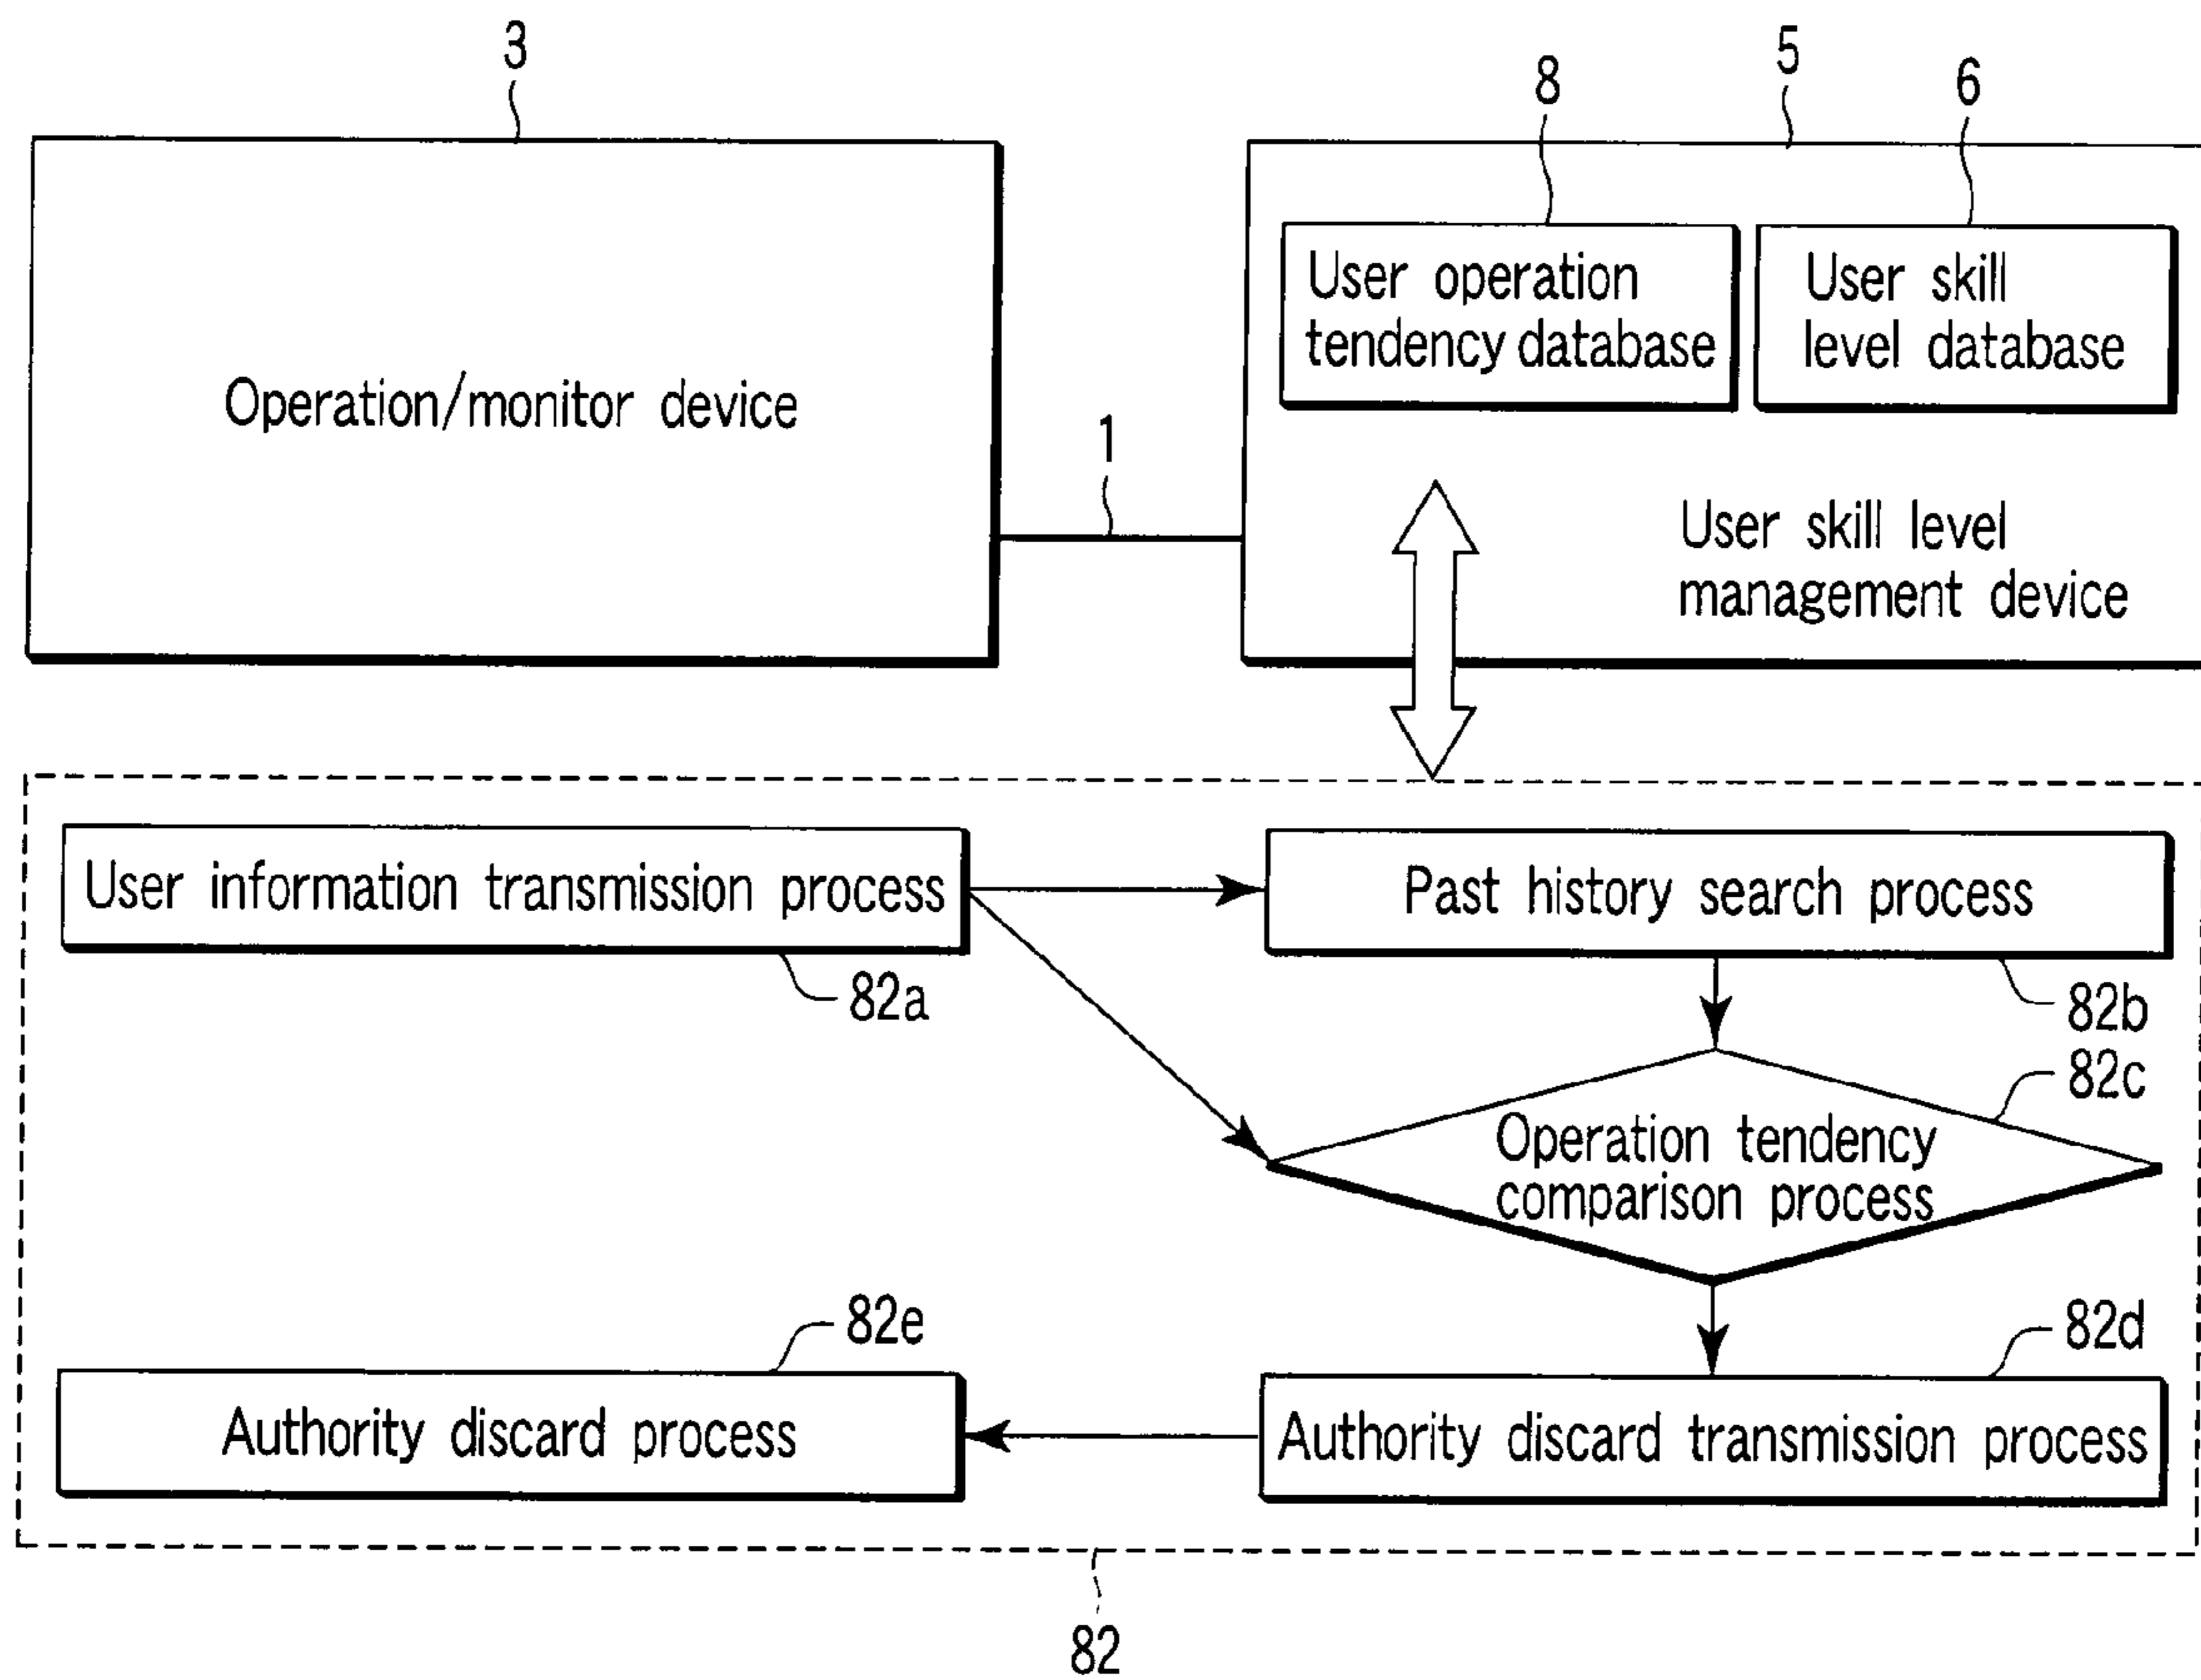 3
5
8
6
User operation
tendency database
User skill
level database
Operation/monitor device
1
User skill level
management device
User information transmission process
Past history search process
82a
82b
82c
Operation tendency
comparison process
82e
82d
Authority discard process
Authority discard transmission process
82